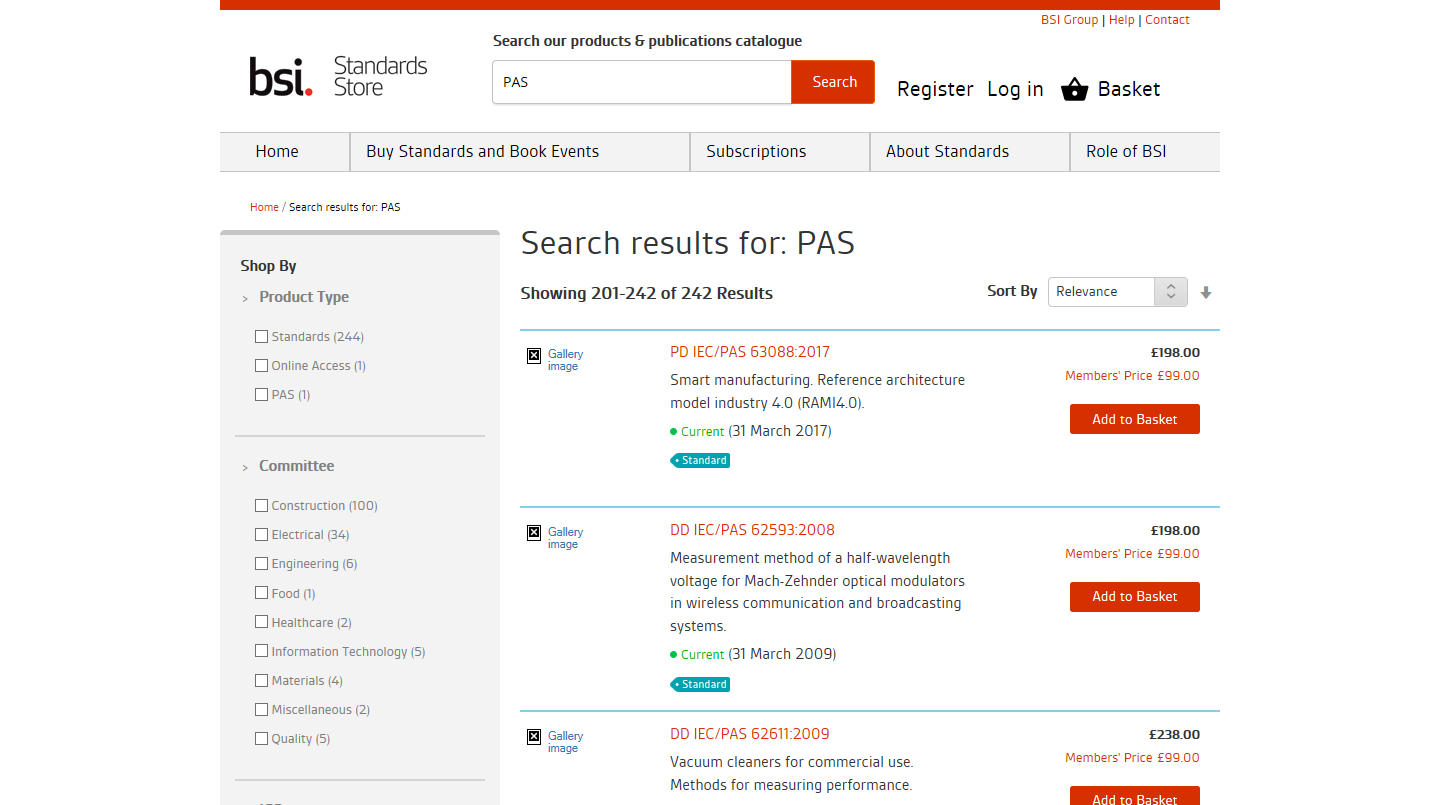 BSI Group | Help | Contact
Search our products & publications catalogue
bsi. Standards Store
PAS
Search
Register
Log in
Basket
Home
Buy Standards and Book Events
Subscriptions
About Standards
Role of BSI
Home / Search results for: PAS
Shop By
> Product Type
Standards (244)
Online Access (1)
PAS (1)
> Committee
Construction (100)
Electrical (34)
Engineering (6)
Food (1)
Healthcare (2)
Information Technology (5)
Materials (4)
Miscellaneous (2)
Quality (5)
Search results for: PAS
Showing 201-242 of 242 Results
Sort By
Relevance
Gallery
image
PD IEC/PAS 63088:2017
Smart manufacturing. Reference architecture
model industry 4.0 (RAMI4.0).
Current (31 March 2017)
Standard
£198.00
Members' Price £99.00
Add to Basket
Gallery
image
DD IEC/PAS 62593:2008
Measurement method of a half-wavelength
voltage for Mach-Zehnder optical modulators
in wireless communication and broadcasting
systems.
Current (31 March 2009)
Standard
£198.00
Members' Price £99.00
Add to Basket
Gallery
image
DD IEC/PAS 62611:2009
Vacuum cleaners for commercial use.
Methods for measuring performance.
£238.00
Members' Price £99.00
Add to Basket